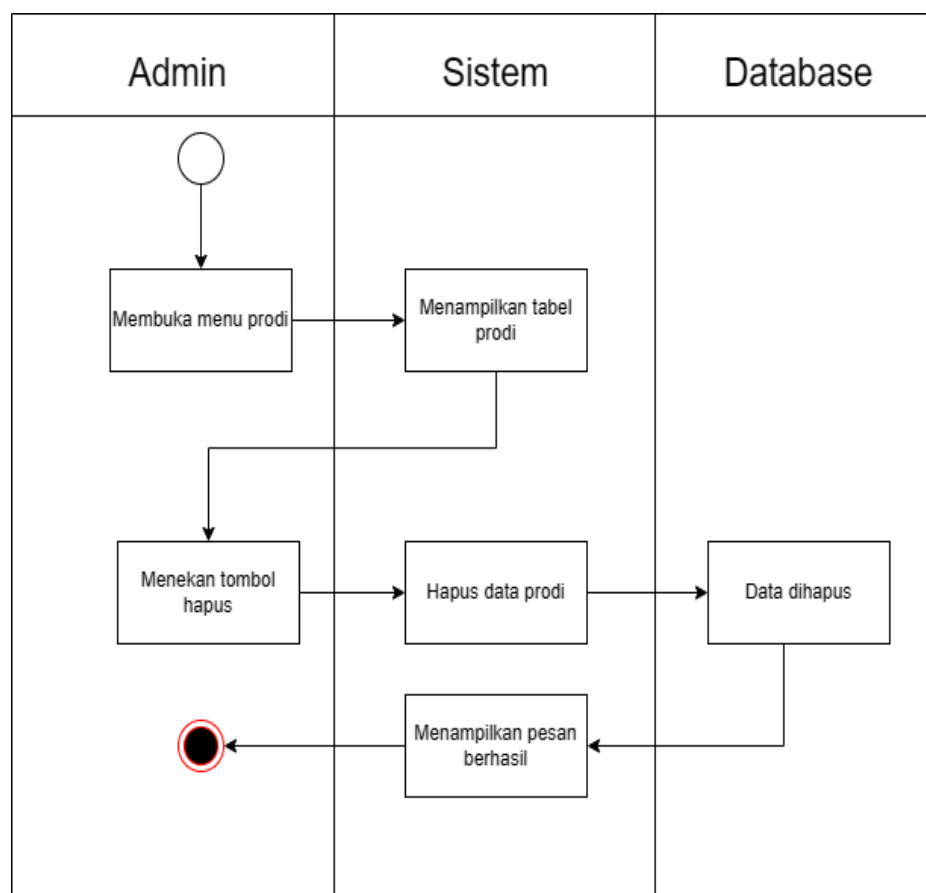 Admin
Sistem
Database
Membuka menu prodi
Menampilkan tabel
prodi
Menekan tombol
hapus
Hapus data prodi
Data dihapus
Menampilkan pesan
berhasil